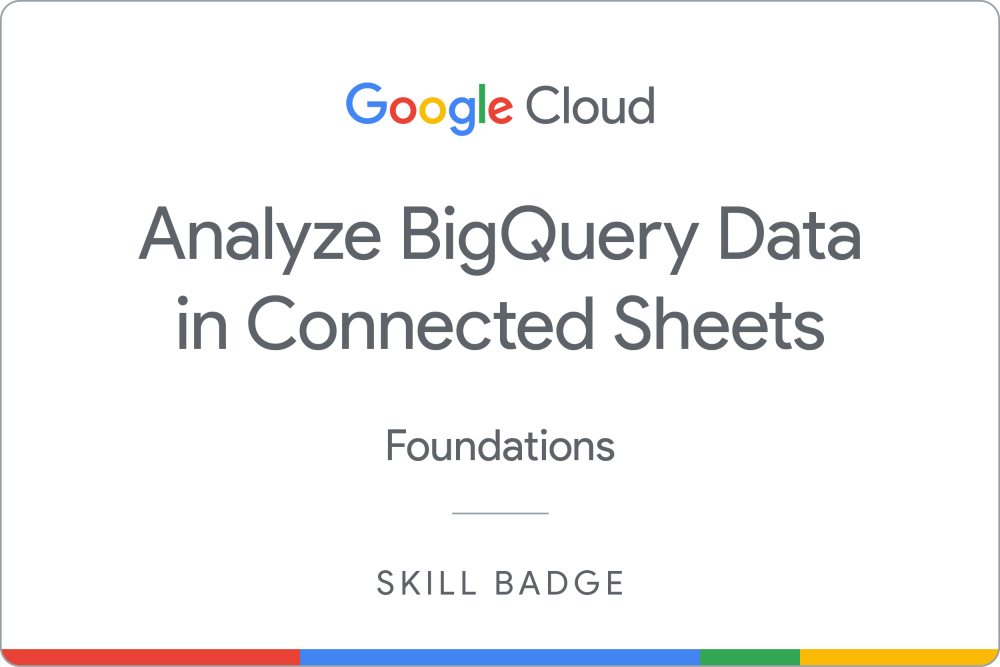 Google Cloud
Analyze BigQuery Data
in Connected Sheets
Foundations
SKILL BADGE